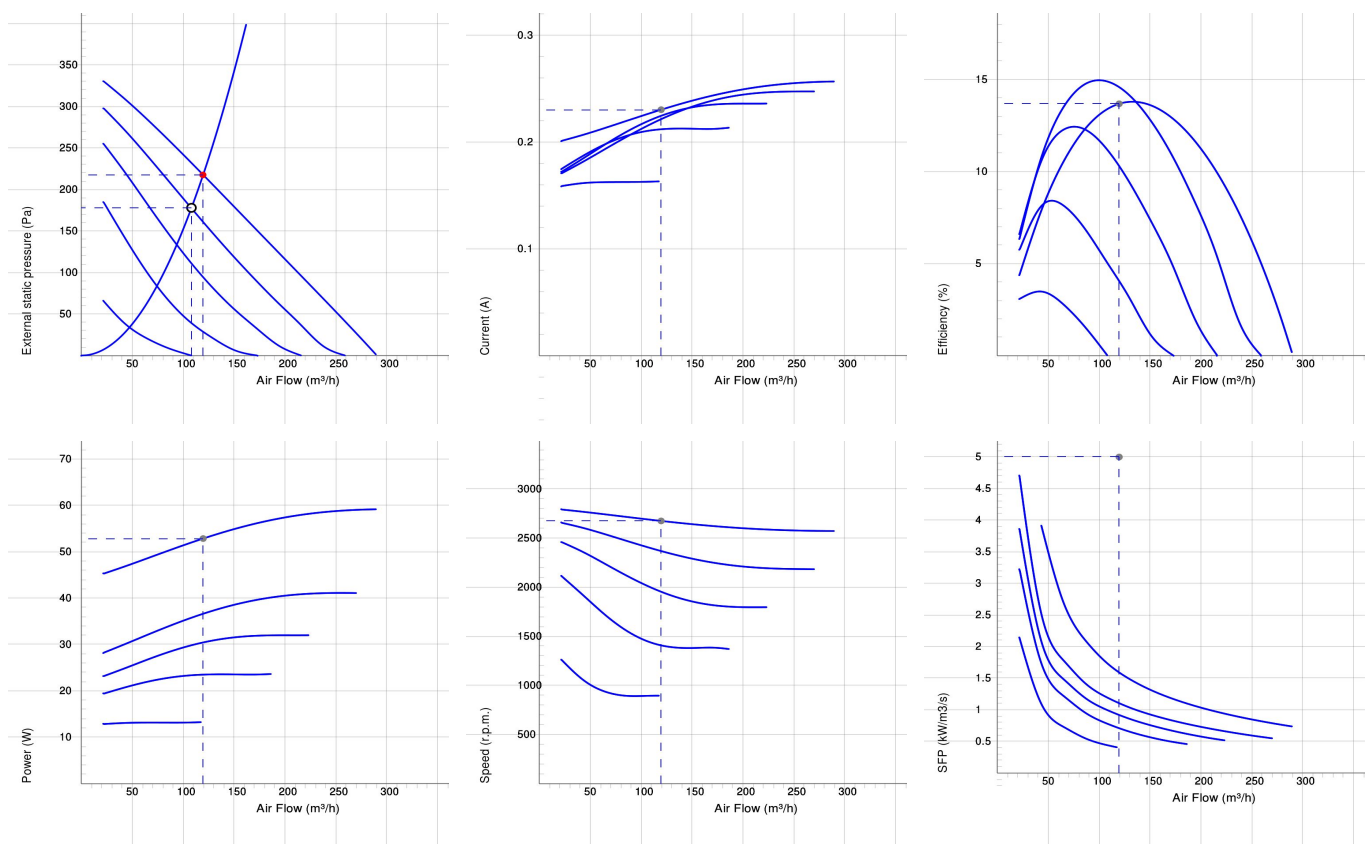 External static pressure (Pa)
350
300
250
200
150
100
50
50 100 150 200 250 300
Air Flow (m³/h)
Current (A)
0.3
0.2
0.1
50 100 150 200 250 300
Air Flow (m³/h)
Efficiency (%)
15
10
5
50 100 150 200 250 300
Air Flow (m³/h)
Power (W)
70
60
50
40
30
20
10
50 100 150 200 250 300
Air Flow (m³/h)
Speed (r.p.m.)
3000
2500
2000
1500
1000
500
50 100 150 200 250 300
Air Flow (m³/h)
SFP (kW/m3/s)
5
4.5
4
3.5
3
2.5
2
1.5
1
0.5
50 100 150 200 250 300
Air Flow (m³/h)